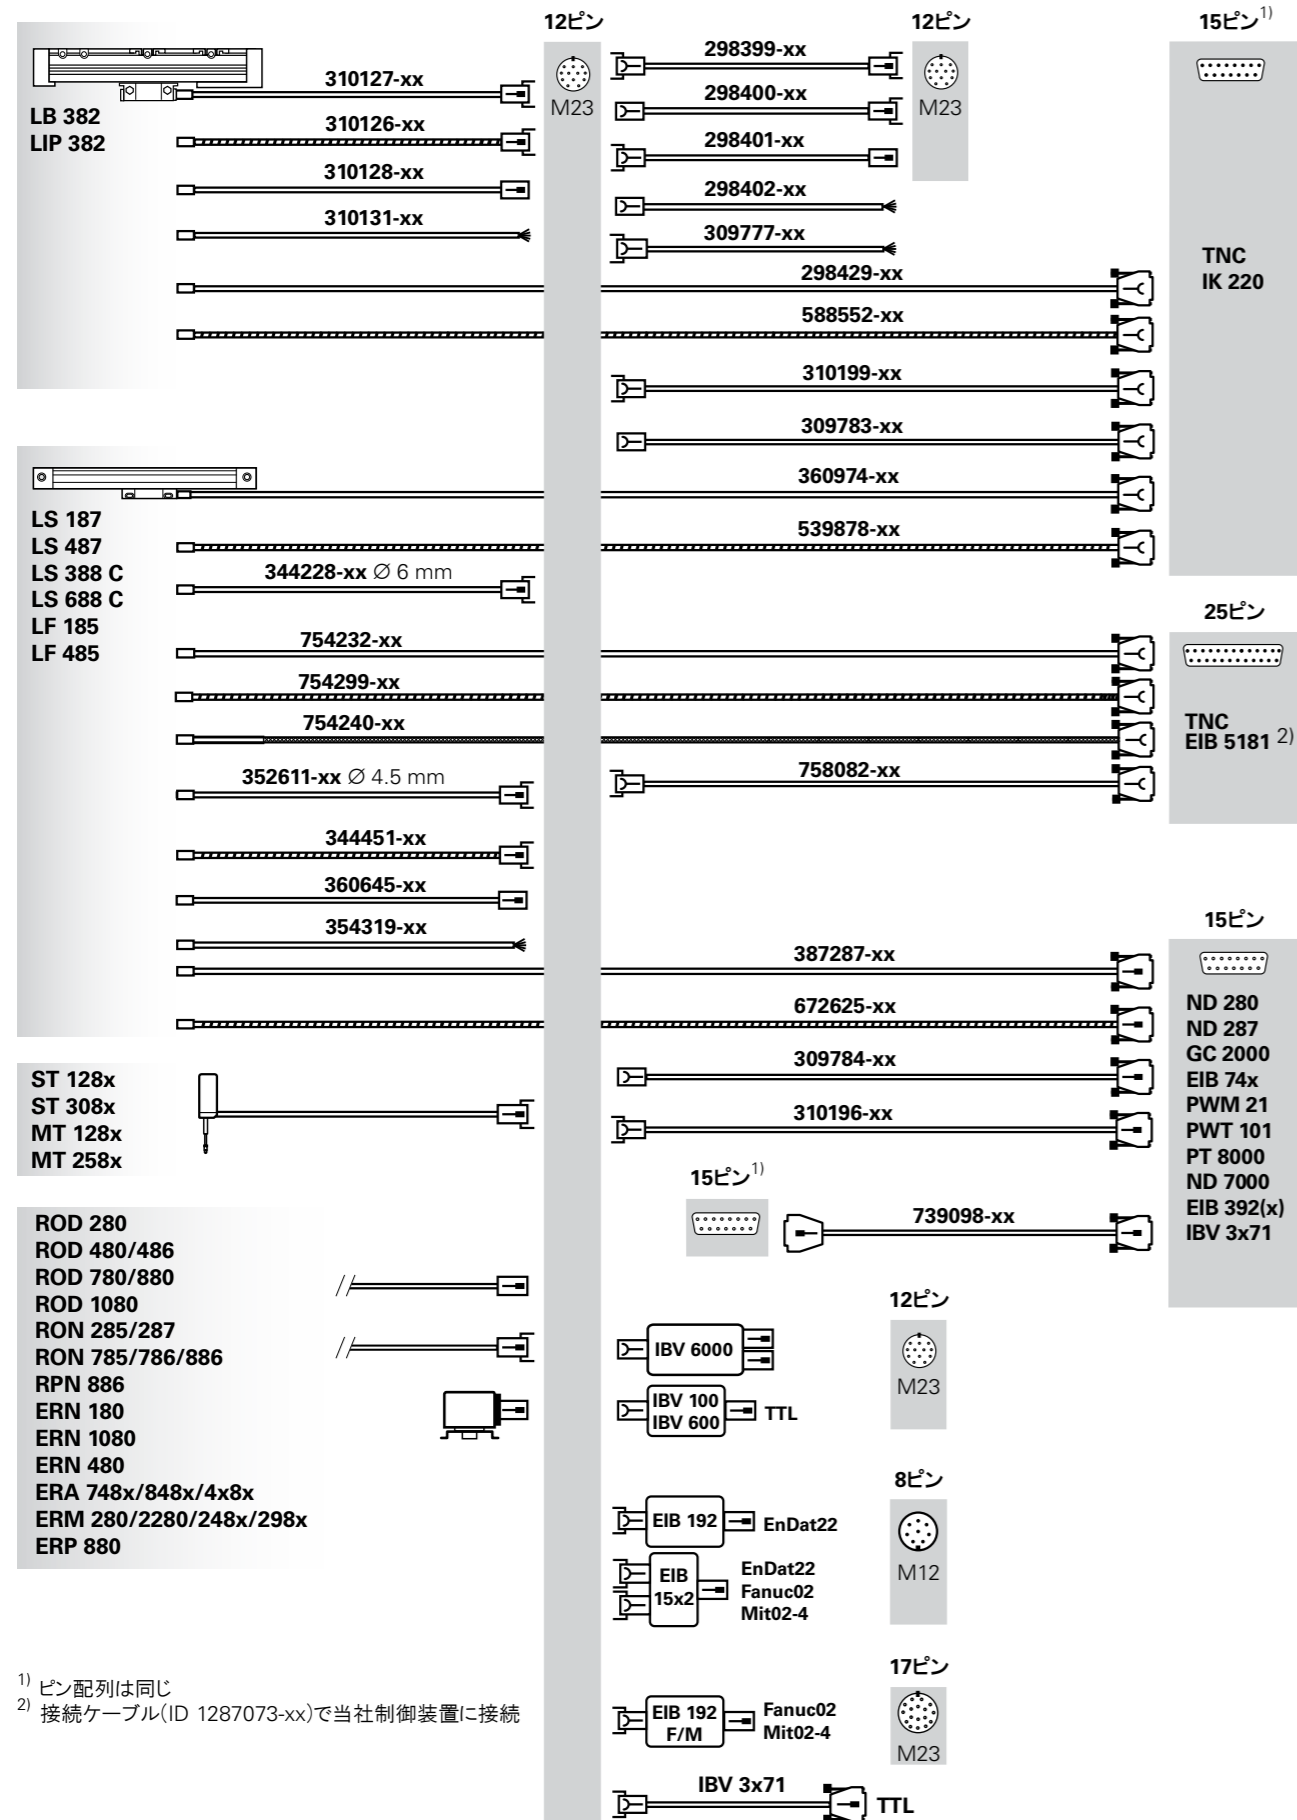 12ピン
12ピン
15ピン1)
298399-xx
310127-xx
298400-xx
M23
M23
LB 382
LIP 382
310126-xx
298401-xx
310128-xx
298402-xx
310131-xx
309777-xx
TNC
IK 220
298429-xx
588552-xx
310199-xx
309783-xx
360974-xx
LS 187
LS 487
LS 388 C
LS 688 C
LF 185
LF 485
539878-xx
344228-xx Ø 6 mm
25ピン
754232-xx
754299-xx
754240-xx
TNC
EIB 5181 2)
352611-xx Ø 4.5 mm
758082-xx
344451-xx
360645-xx
354319-xx
15ピン
387287-xx
672625-xx
309784-xx
310196-xx
ND 280
ND 287
GC 2000
EIB 74x
PWM 21
PWT 101
PT 8000
ND 7000
EIB 392(x)
IBV 3x71
ST 128x
ST 308x
MT 128x
MT 258x
15ピン1)
739098-xx
ROD 280
ROD 480/486
ROD 780/880
ROD 1080
RON 285/287
RON 785/786/886
RPN 886
ERN 180
ERN 1080
ERN 480
ERA 748x/848x/4x8x
ERM 280/2280/248x/298x
ERP 880
12ピン
IBV 6000
M23
IBV 100
IBV 600
TTL
8ピン
EIB 192
EnDat22
M12
EIB
15x2
EnDat22
Fanuc02
Mit02-4
17ピン
EIB 192
F/M
Fanuc02
Mit02-4
M23
IBV 3x71
TTL
1) ピン配列は同じ
2) 接続ケーブル(ID 1287073-xx)で当社制御装置に接続